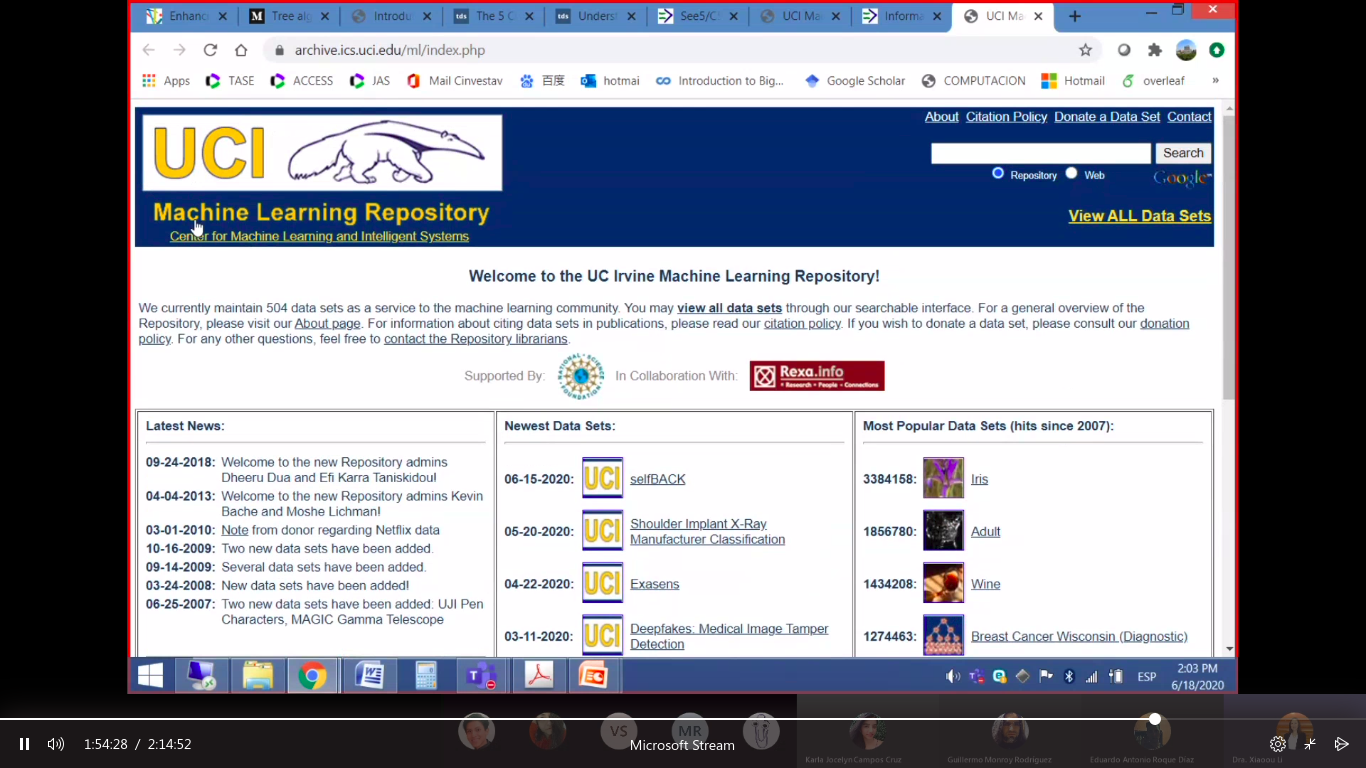 Enhanc
Tree alg
Introdu
The 5 C
Underst
See5/C5
UCI Ma
Informa
UCI Ma
archive.ics.uci.edu/ml/index.php
Apps
TASE
ACCESS
JAS
Mail Cinvestav
百度
hotmai
Introduction to Big...
Google Scholar
COMPUTACION
Hotmail
overleaf
»
UCI
About Citation Policy Donate a Data Set Contact
Search
Repository Web
Google™
Machine Learning Repository
Center for Machine Learning and Intelligent Systems
View ALL Data Sets
Welcome to the UC Irvine Machine Learning Repository!
We currently maintain 504 data sets as a service to the machine learning community. You may view all data sets through our searchable interface. For a general overview of the
Repository, please visit our About page. For information about citing data sets in publications, please read our citation policy. If you wish to donate a data set, please consult our donation
policy. For any other questions, feel free to contact the Repository librarians.
Supported By:
In Collaboration With:
Rexa.info
Research • People • Connections
Latest News:
09-24-2018: Welcome to the new Repository admins
Dheeru Dua and Efi Karra Taniskidou!
04-04-2013: Welcome to the new Repository admins Kevin
Bache and Moshe Lichman!
03-01-2010: Note from donor regarding Netflix data
10-16-2009: Two new data sets have been added.
09-14-2009: Several data sets have been added.
03-24-2008: New data sets have been added!
06-25-2007: Two new data sets have been added: UJI Pen
Characters, MAGIC Gamma Telescope
Newest Data Sets:
06-15-2020: UCI selfBACK
05-20-2020: UCI Shoulder Implant X-Ray
Manufacturer Classification
04-22-2020: UCI Exasens
03-11-2020: UCI Deepfakes: Medical Image Tamper
Detection
Most Popular Data Sets (hits since 2007):
3384158: Iris
1856780: Adult
1434208: Wine
1274463: Breast Cancer Wisconsin (Diagnostic)
ESP
2:03 PM
6/18/2020
VS
MR
1:54:28 / 2:14:52
Microsoft Stream
Karla JocelynCampos Cruz
Guillermo Monroy Rodriguez
Eduardo Antonio Roque Diaz
Dra. Xiaoou Li